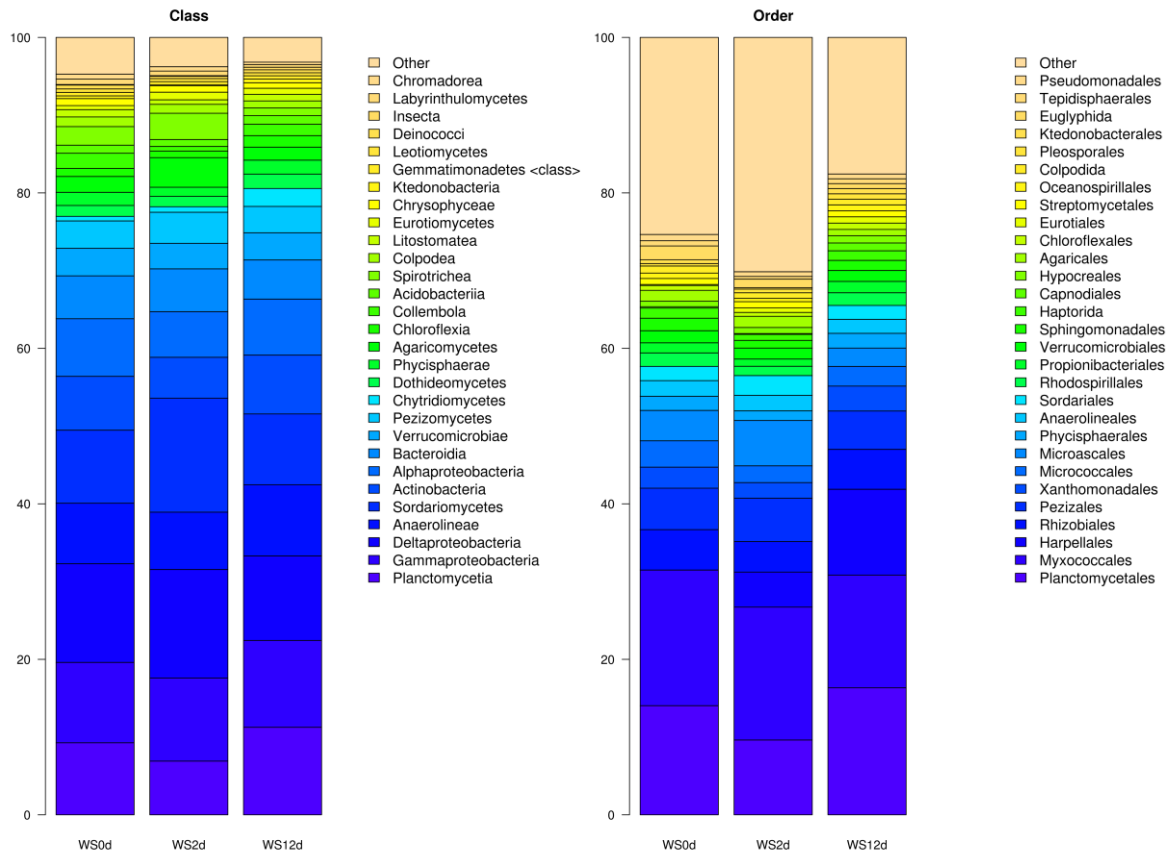 Class
100
80
60
40
20
0
WS0d
WS2d
WS12d
Other
Chromadorea
Labyrinthulomycetes
Insecta
Deinococci
Leotiomycetes
Gemmatimonadetes <class>
Ktedonobacteria
Chrysophyceae
Eurotiomycetes
Litostomatea
Colpodea
Spirotrichea
Acidobacteriia
Collembola
Chloroflexia
Agaricomycetes
Phycisphaerae
Dothideomycetes
Chytridiomycetes
Pezizomycetes
Verrucomicrobiae
Bacteroidia
Alphaproteobacteria
Actinobacteria
Sordariomycetes
Anaerolineae
Deltaproteobacteria
Gammaproteobacteria
Planctomycetia
Order
100
80
60
40
20
0
WS0d
WS2d
WS12d
Other
Pseudomonadales
Tepidisphaerales
Euglyphida
Ktedonobacterales
Pleosporales
Colpodida
Oceanospirillales
Streptomycetales
Eurotiales
Chloroflexales
Agaricales
Hypocreales
Capnodiales
Haptorida
Sphingomonadales
Verrucomicrobiales
Propionibacteriales
Rhodospirillales
Sordariales
Anaerolineales
Phycisphaerales
Microascales
Micrococcales
Xanthomonadales
Pezizales
Rhizobiales
Harpellales
Myxococcales
Planctomycetales